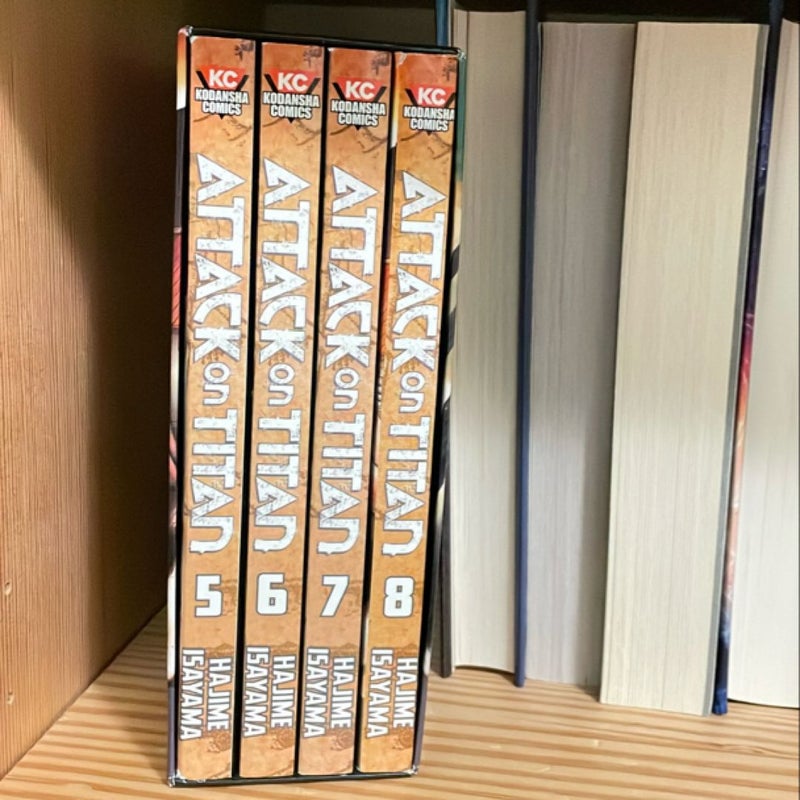 KC
KODANSHA
COMICS
ATTACK ON TITAN
5
HAJIME
ISAYAMA
KC
KODANSHA
COMICS
ATTACK ON TITAN
6
HAJIME
ISAYAMA
KC
KODANSHA
COMICS
ATTACK ON TITAN
7
HAJIME
ISAYAMA
KC
KODANSHA
COMICS
ATTACK ON TITAN
8
HAJIME
ISAYAMA